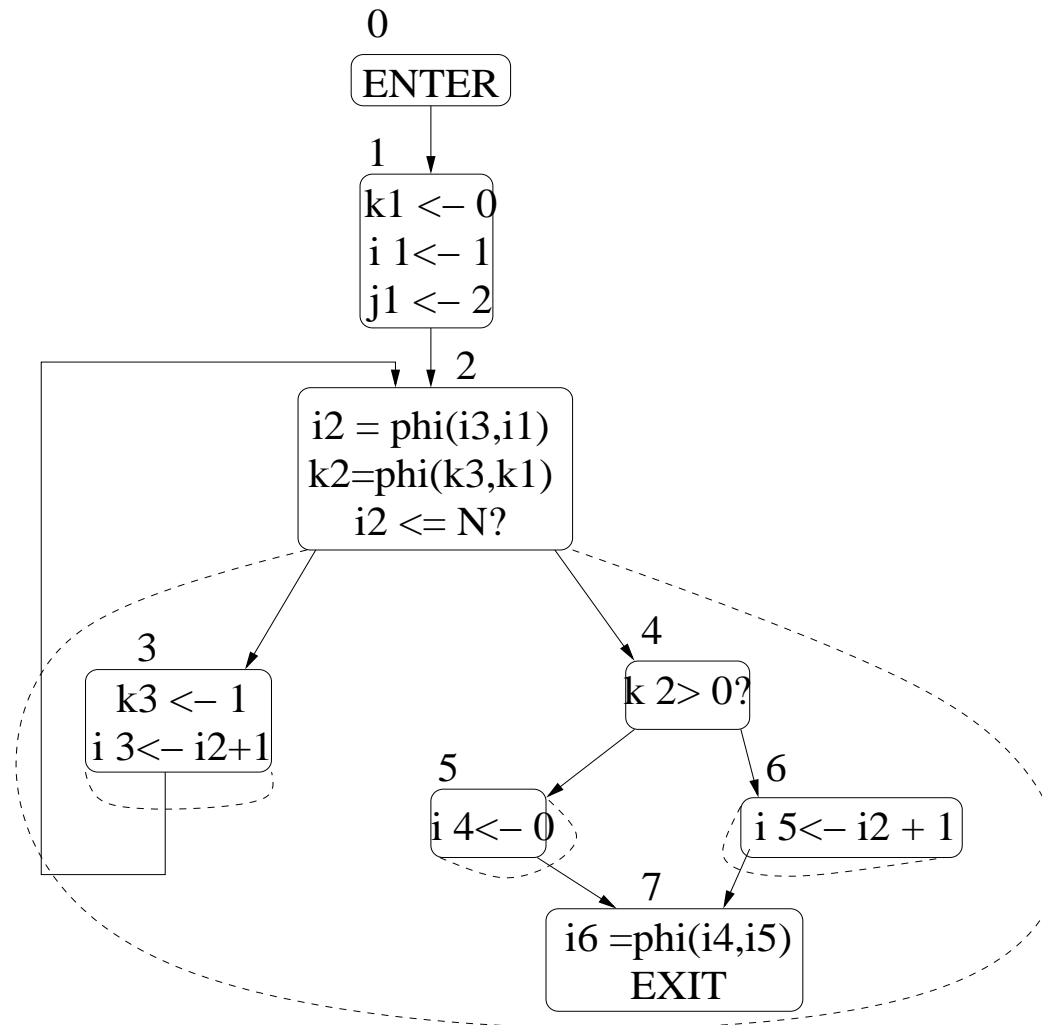 0
ENTER
1
k1 <– 0
i 1<– 1
j1 <– 2
2
i2 = phi(i3,i1)
k2=phi(k3,k1)
i2 <= N?
3
k3 <– 1
i 3<– i2+1
4
k 2> 0?
5
i 4<– 0
6
i 5<– i2 + 1
7
i6 =phi(i4,i5)
EXIT